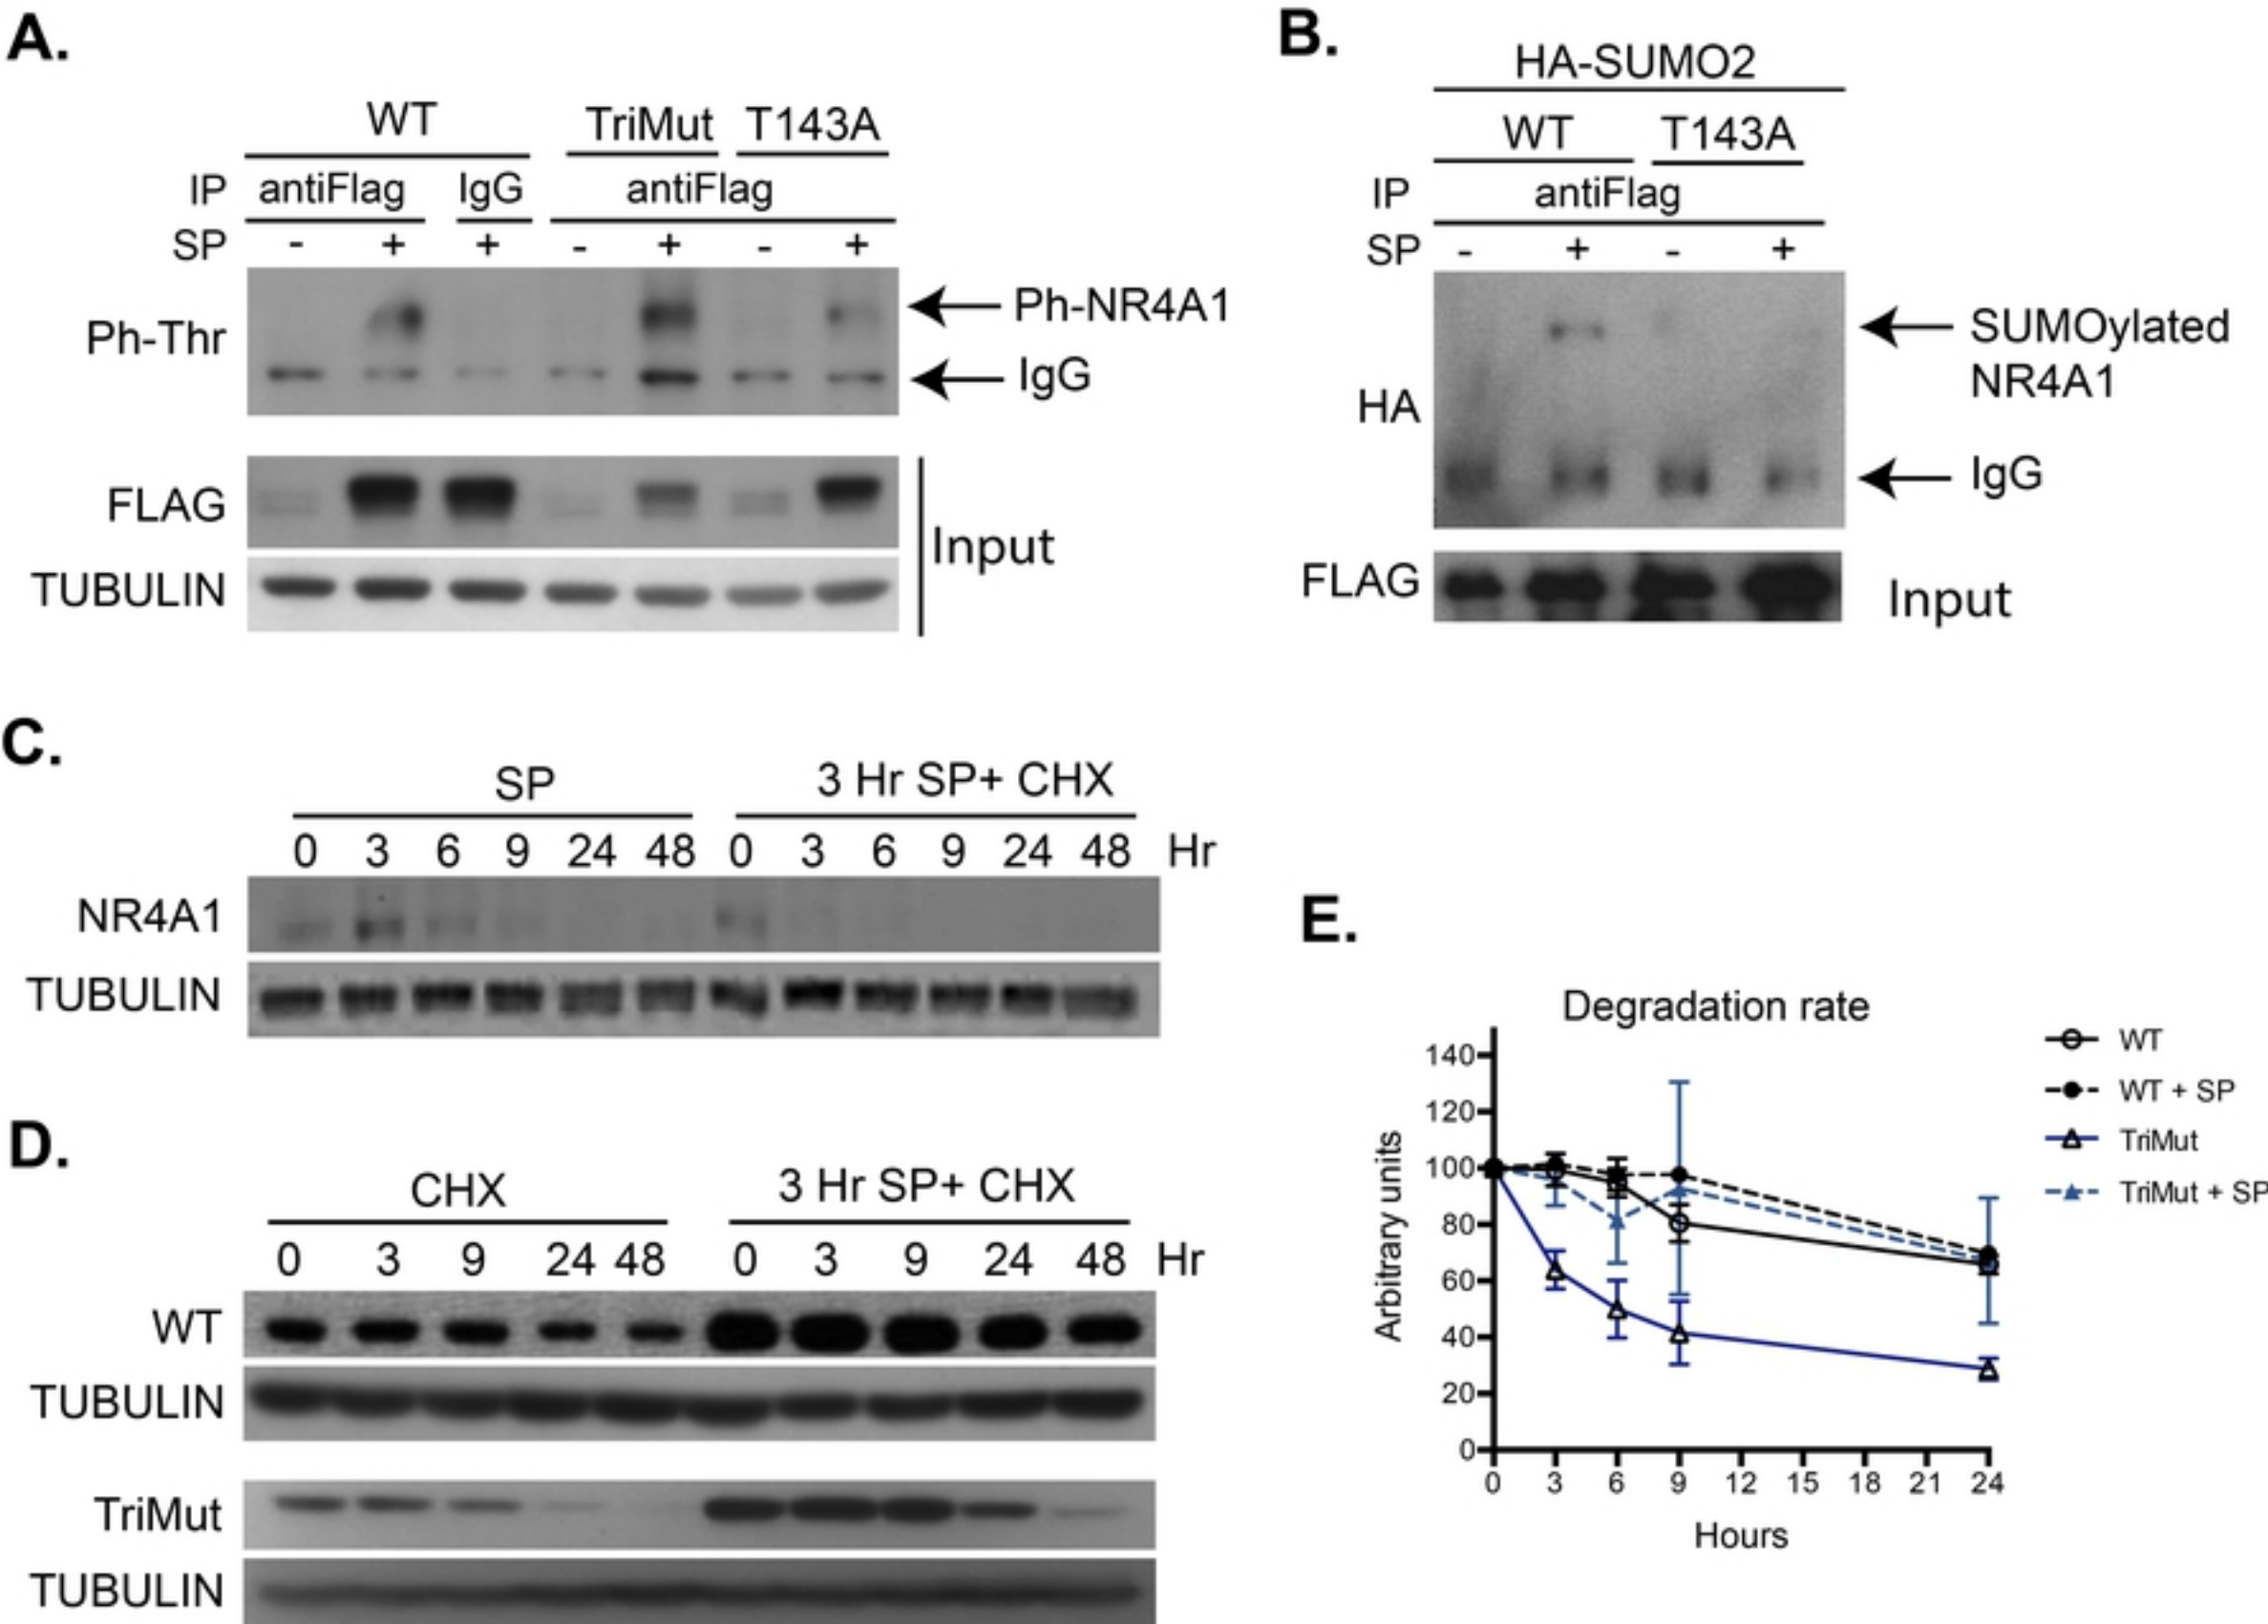 A.
WT TriMut T143A
IP antiFlag IgG antiFlag
SP - + + - + - +
Ph-Thr
Ph-NR4A1
IgG
FLAG
TUBULIN
Input
B.
HA-SUMO2
WT T143A
IP antiFlag
SP - + - +
HA
SUMOylated
NR4A1
IgG
FLAG
Input
C.
SP 3 Hr SP+ CHX
0 3 6 9 24 48 0 3 6 9 24 48 Hr
NR4A1
TUBULIN
D.
CHX 3 Hr SP+ CHX
0 3 9 24 48 0 3 9 24 48 Hr
WT
TUBULIN
TriMut
TUBULIN
E.
Degradation rate
Arbitrary units
140
120
100
80
60
40
20
0
0 3 6 9 12 15 18 21 24
Hours
WT
WT + SP
TriMut
TriMut + SP